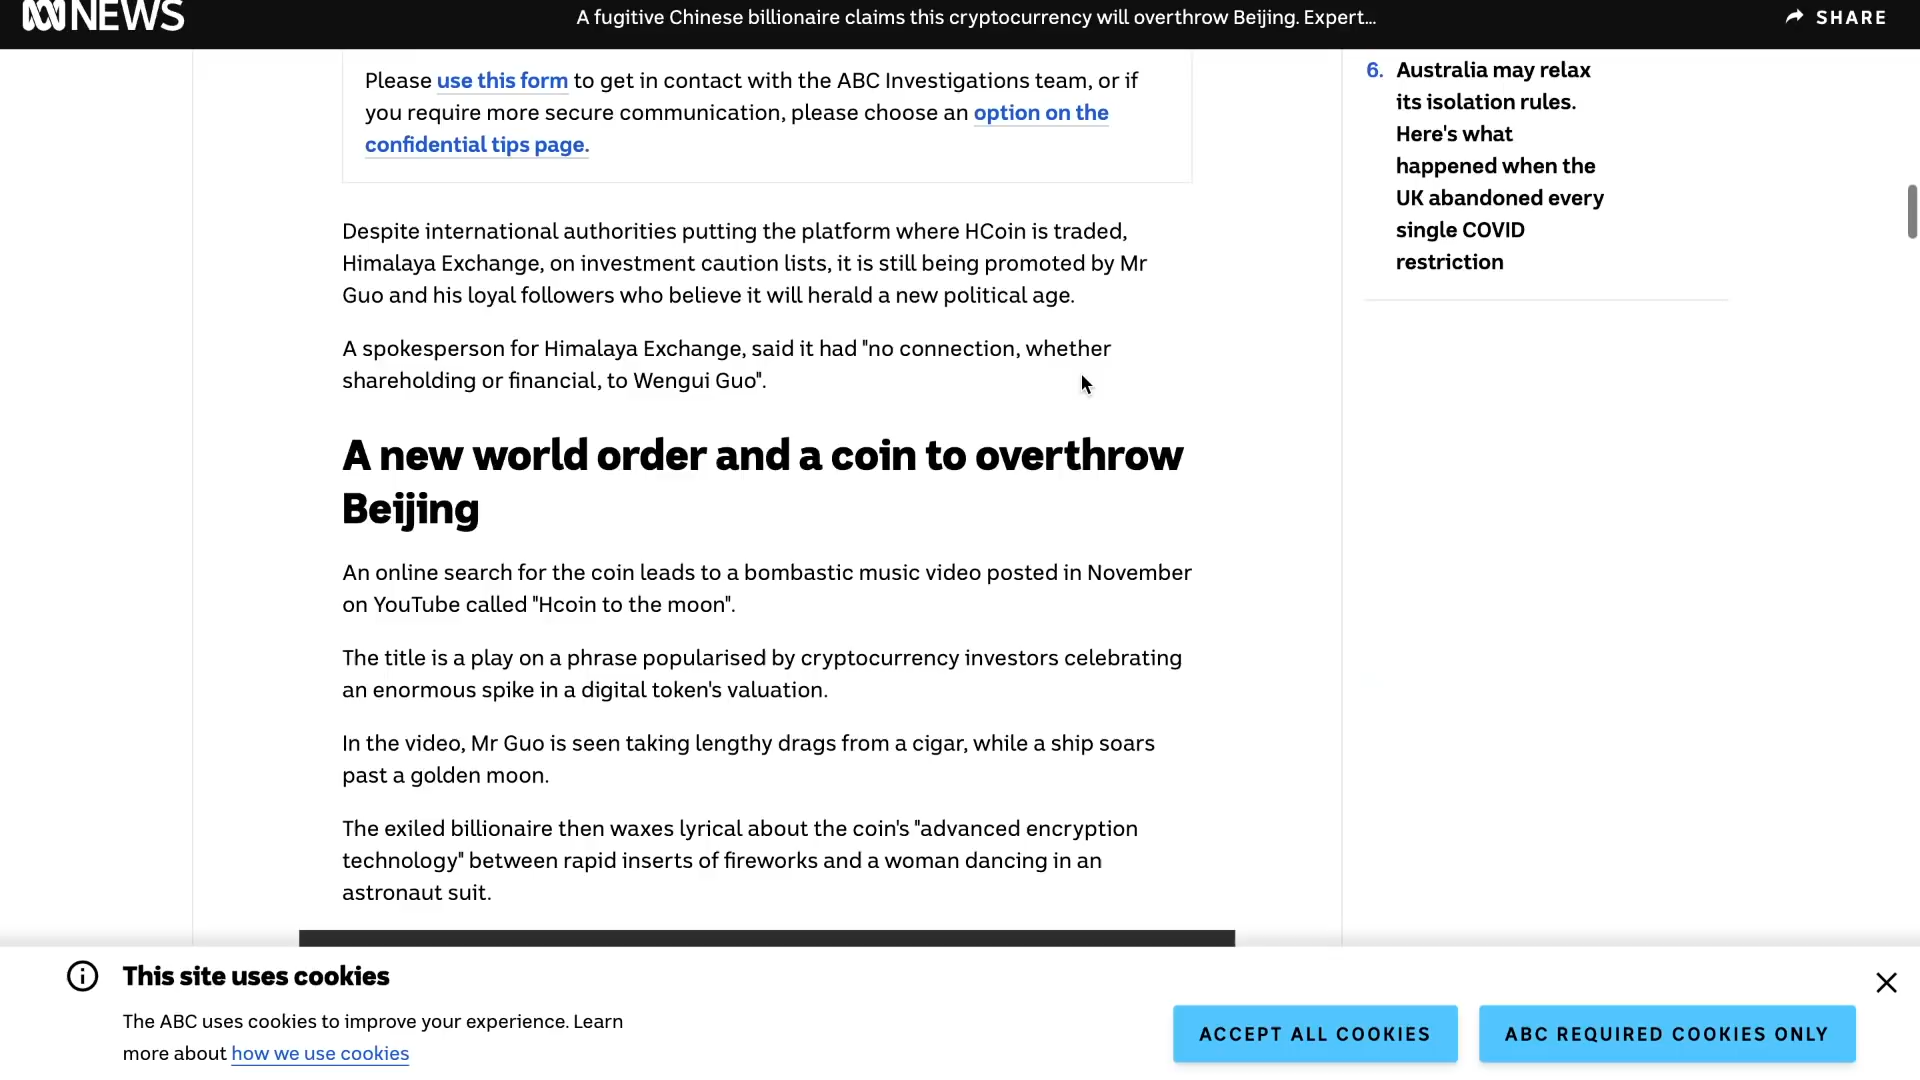 NEWS
A fugitive Chinese billionaire claims this cryptocurrency will overthrow Beijing. Expert...
SHARE
Please use this form to get in contact with the ABC Investigations team, or if
you require more secure communication, please choose an option on the
confidential tips page.
Despite international authorities putting the platform where HCoin is traded,
Himalaya Exchange, on investment caution lists, it is still being promoted by Mr
Guo and his loyal followers who believe it will herald a new political age.
A spokesperson for Himalaya Exchange, said it had "no connection, whether
shareholding or financial, to Wengui Guo".
A new world order and a coin to overthrow
Beijing
An online search for the coin leads to a bombastic music video posted in November
on YouTube called "Hcoin to the moon".
The title is a play on a phrase popularised by cryptocurrency investors celebrating
an enormous spike in a digital token's valuation.
In the video, Mr Guo is seen taking lengthy drags from a cigar, while a ship soars
past a golden moon.
The exiled billionaire then waxes lyrical about the coin's "advanced encryption
technology" between rapid inserts of fireworks and a woman dancing in an
astronaut suit.
6. Australia may relax
its isolation rules.
Here's what
happened when the
UK abandoned every
single COVID
restriction
This site uses cookies
The ABC uses cookies to improve your experience. Learn
more about how we use cookies
ACCEPT ALL COOKIES
ABC REQUIRED COOKIES ONLY